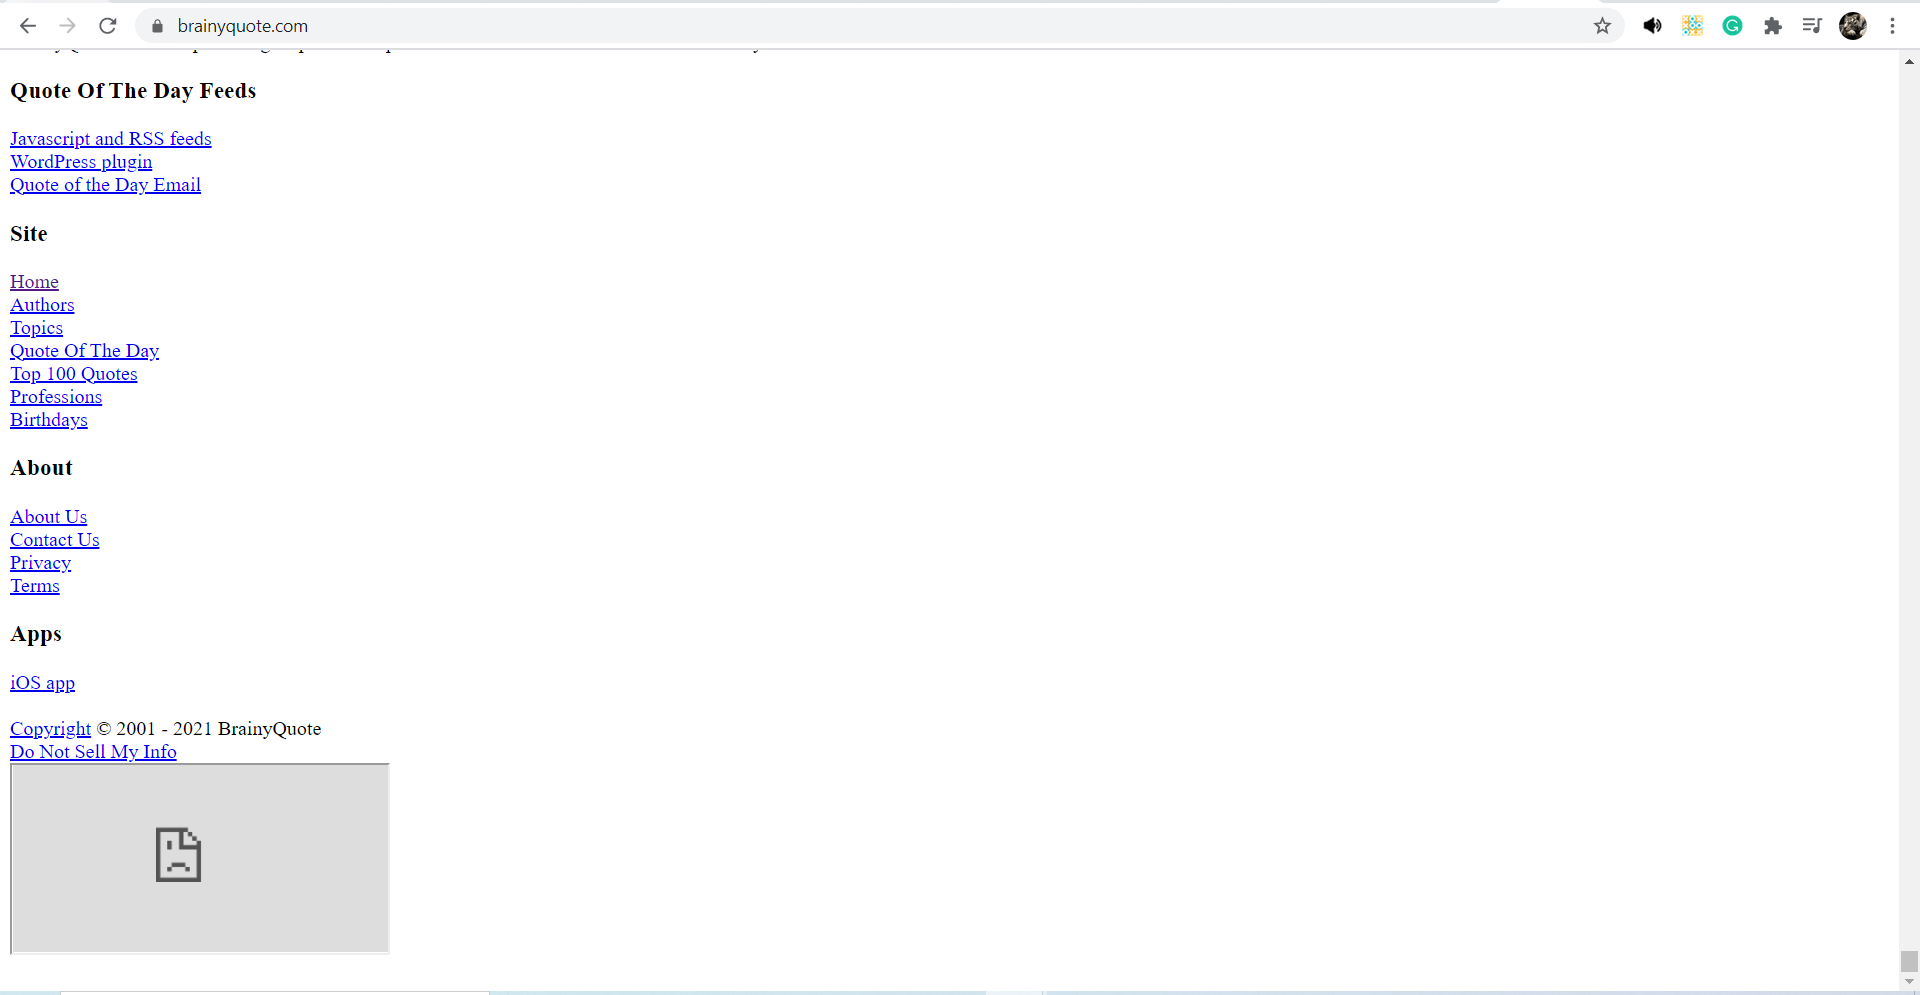 brainyquote.com
Quote Of The Day Feeds
Javascript and RSS feeds
WordPress plugin
Quote of the Day Email
Site
Home
Authors
Topics
Quote Of The Day
Top 100 Quotes
Professions
Birthdays
About
About Us
Contact Us
Privacy
Terms
Apps
iOS app
Copyright © 2001 - 2021 BrainyQuote
Do Not Sell My Info